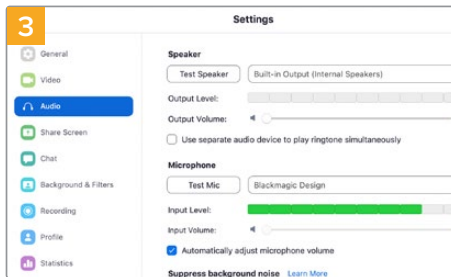 3
Settings
General
Video
Audio
Share Screen
Chat
Background & Filters
Recording
Profile
Statistics
Speaker
Test Speaker Built-in Output (Internal Speakers)
Output Level:
Output Volume:
Use separate audio device to play ringtone simultaneously
Microphone
Test Mic Blackmagic Design
Input Level:
Input Volume:
Automatically adjust microphone volume
Suppress background noise Learn More